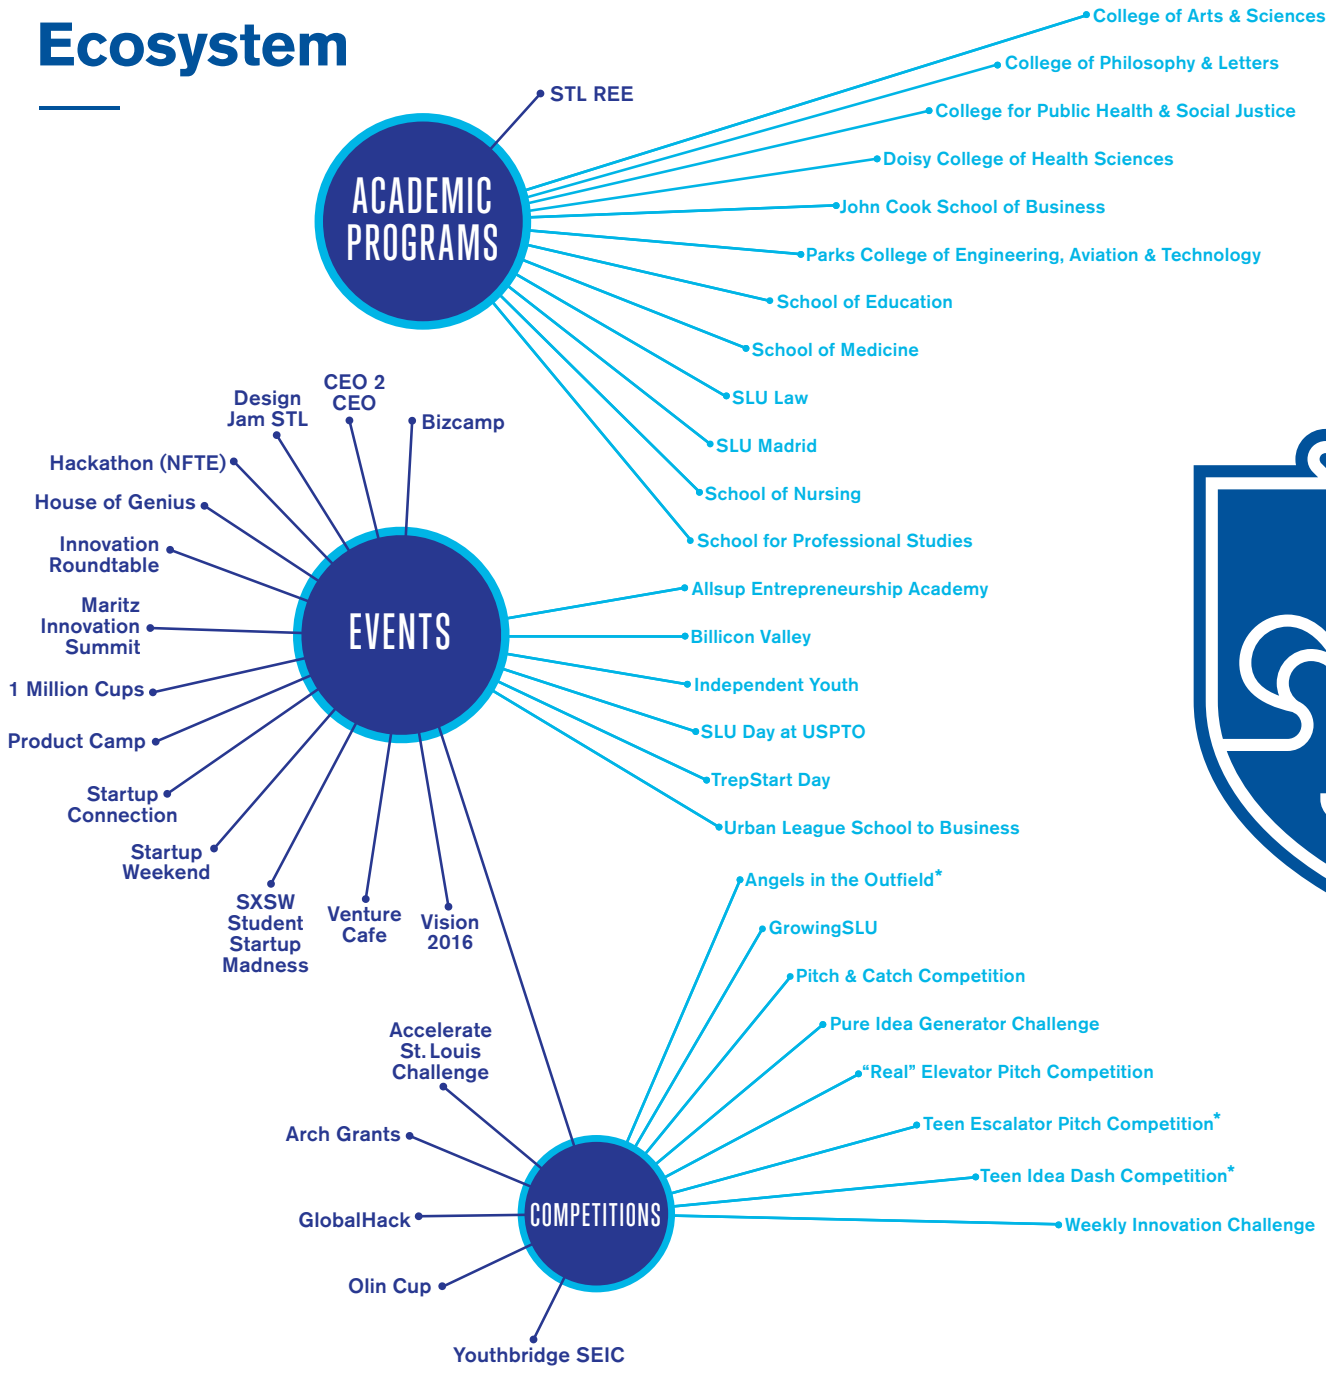 Ecosystem
STL REE
ACADEMIC
PROGRAMS
College of Arts & Sciences
College of Philosophy & Letters
College for Public Health & Social Justice
Doisy College of Health Sciences
John Cook School of Business
Parks College of Engineering, Aviation & Technology
School of Education
School of Medicine
SLU Law
SLU Madrid
School of Nursing
School for Professional Studies
Bizcamp
CEO 2
CEO
Design
Jam STL
Hackathon (NFTE)
House of Genius
Innovation
Roundtable
Maritz
Innovation
Summit
1 Million Cups
Product Camp
Startup
Connection
Startup
Weekend
SXSW
Student
Startup
Madness
Venture
Cafe
Vision
2016
EVENTS
Allsup Entrepreneurship Academy
Billicon Valley
Independent Youth
SLU Day at USPTO
TrepStart Day
Urban League School to Business
Angels in the Outfield*
GrowingSLU
Pitch & Catch Competition
Pure Idea Generator Challenge
“Real” Elevator Pitch Competition
Teen Escalator Pitch Competition*
Teen Idea Dash Competition*
Weekly Innovation Challenge
COMPETITIONS
Accelerate
St. Louis
Challenge
Arch Grants
GlobalHack
Olin Cup
Youthbridge SEIC